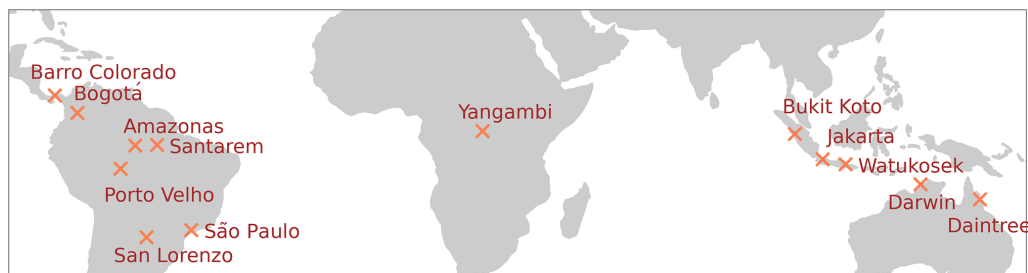 Barro Colorado
Bogotá
Amazonas
Santarem
Porto Velho
São Paulo
San Lorenzo
Yangambi
Bukit Koto
Jakarta
Watukosek
Darwin
Daintree